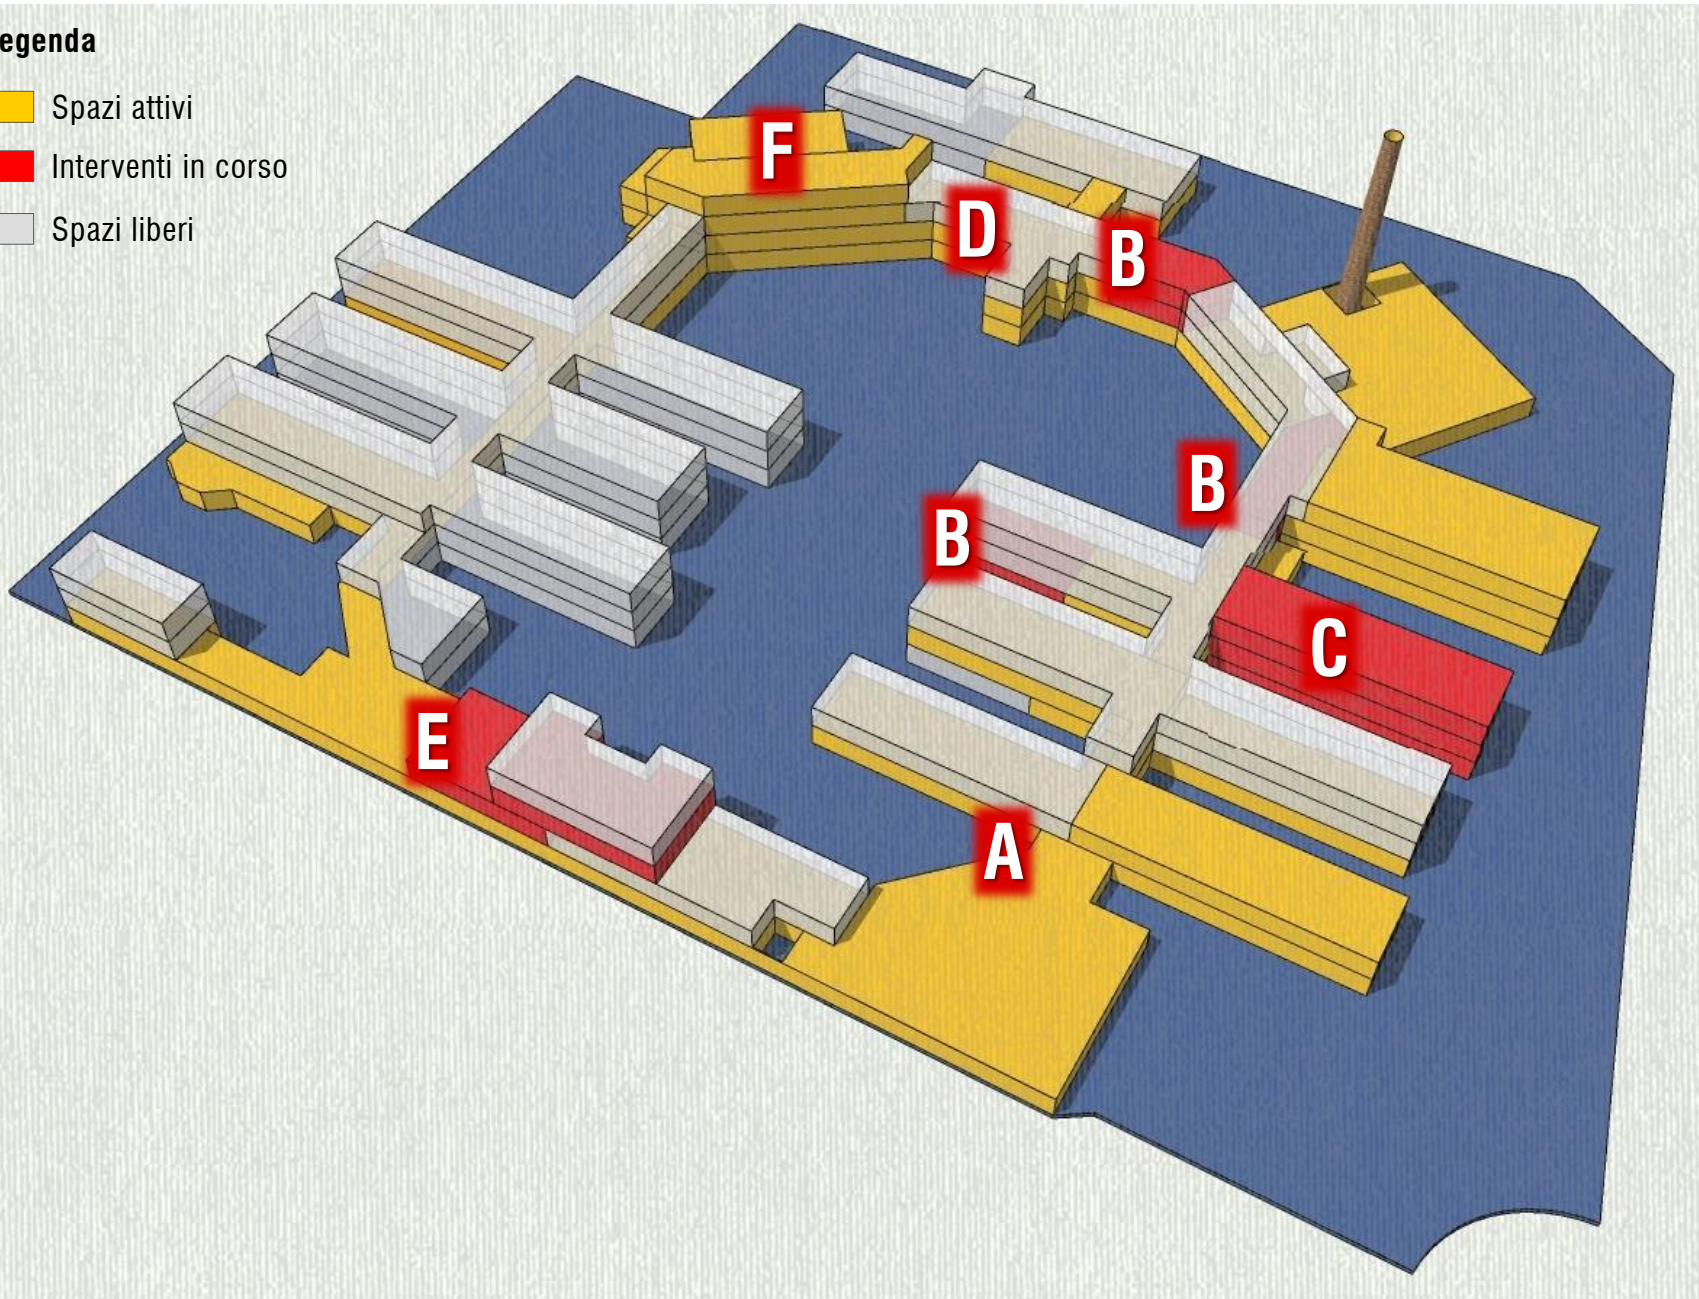 egenda
Spazi attivi
Interventi in corso
Spazi liberi
F
D
B
B
B
C
E
A